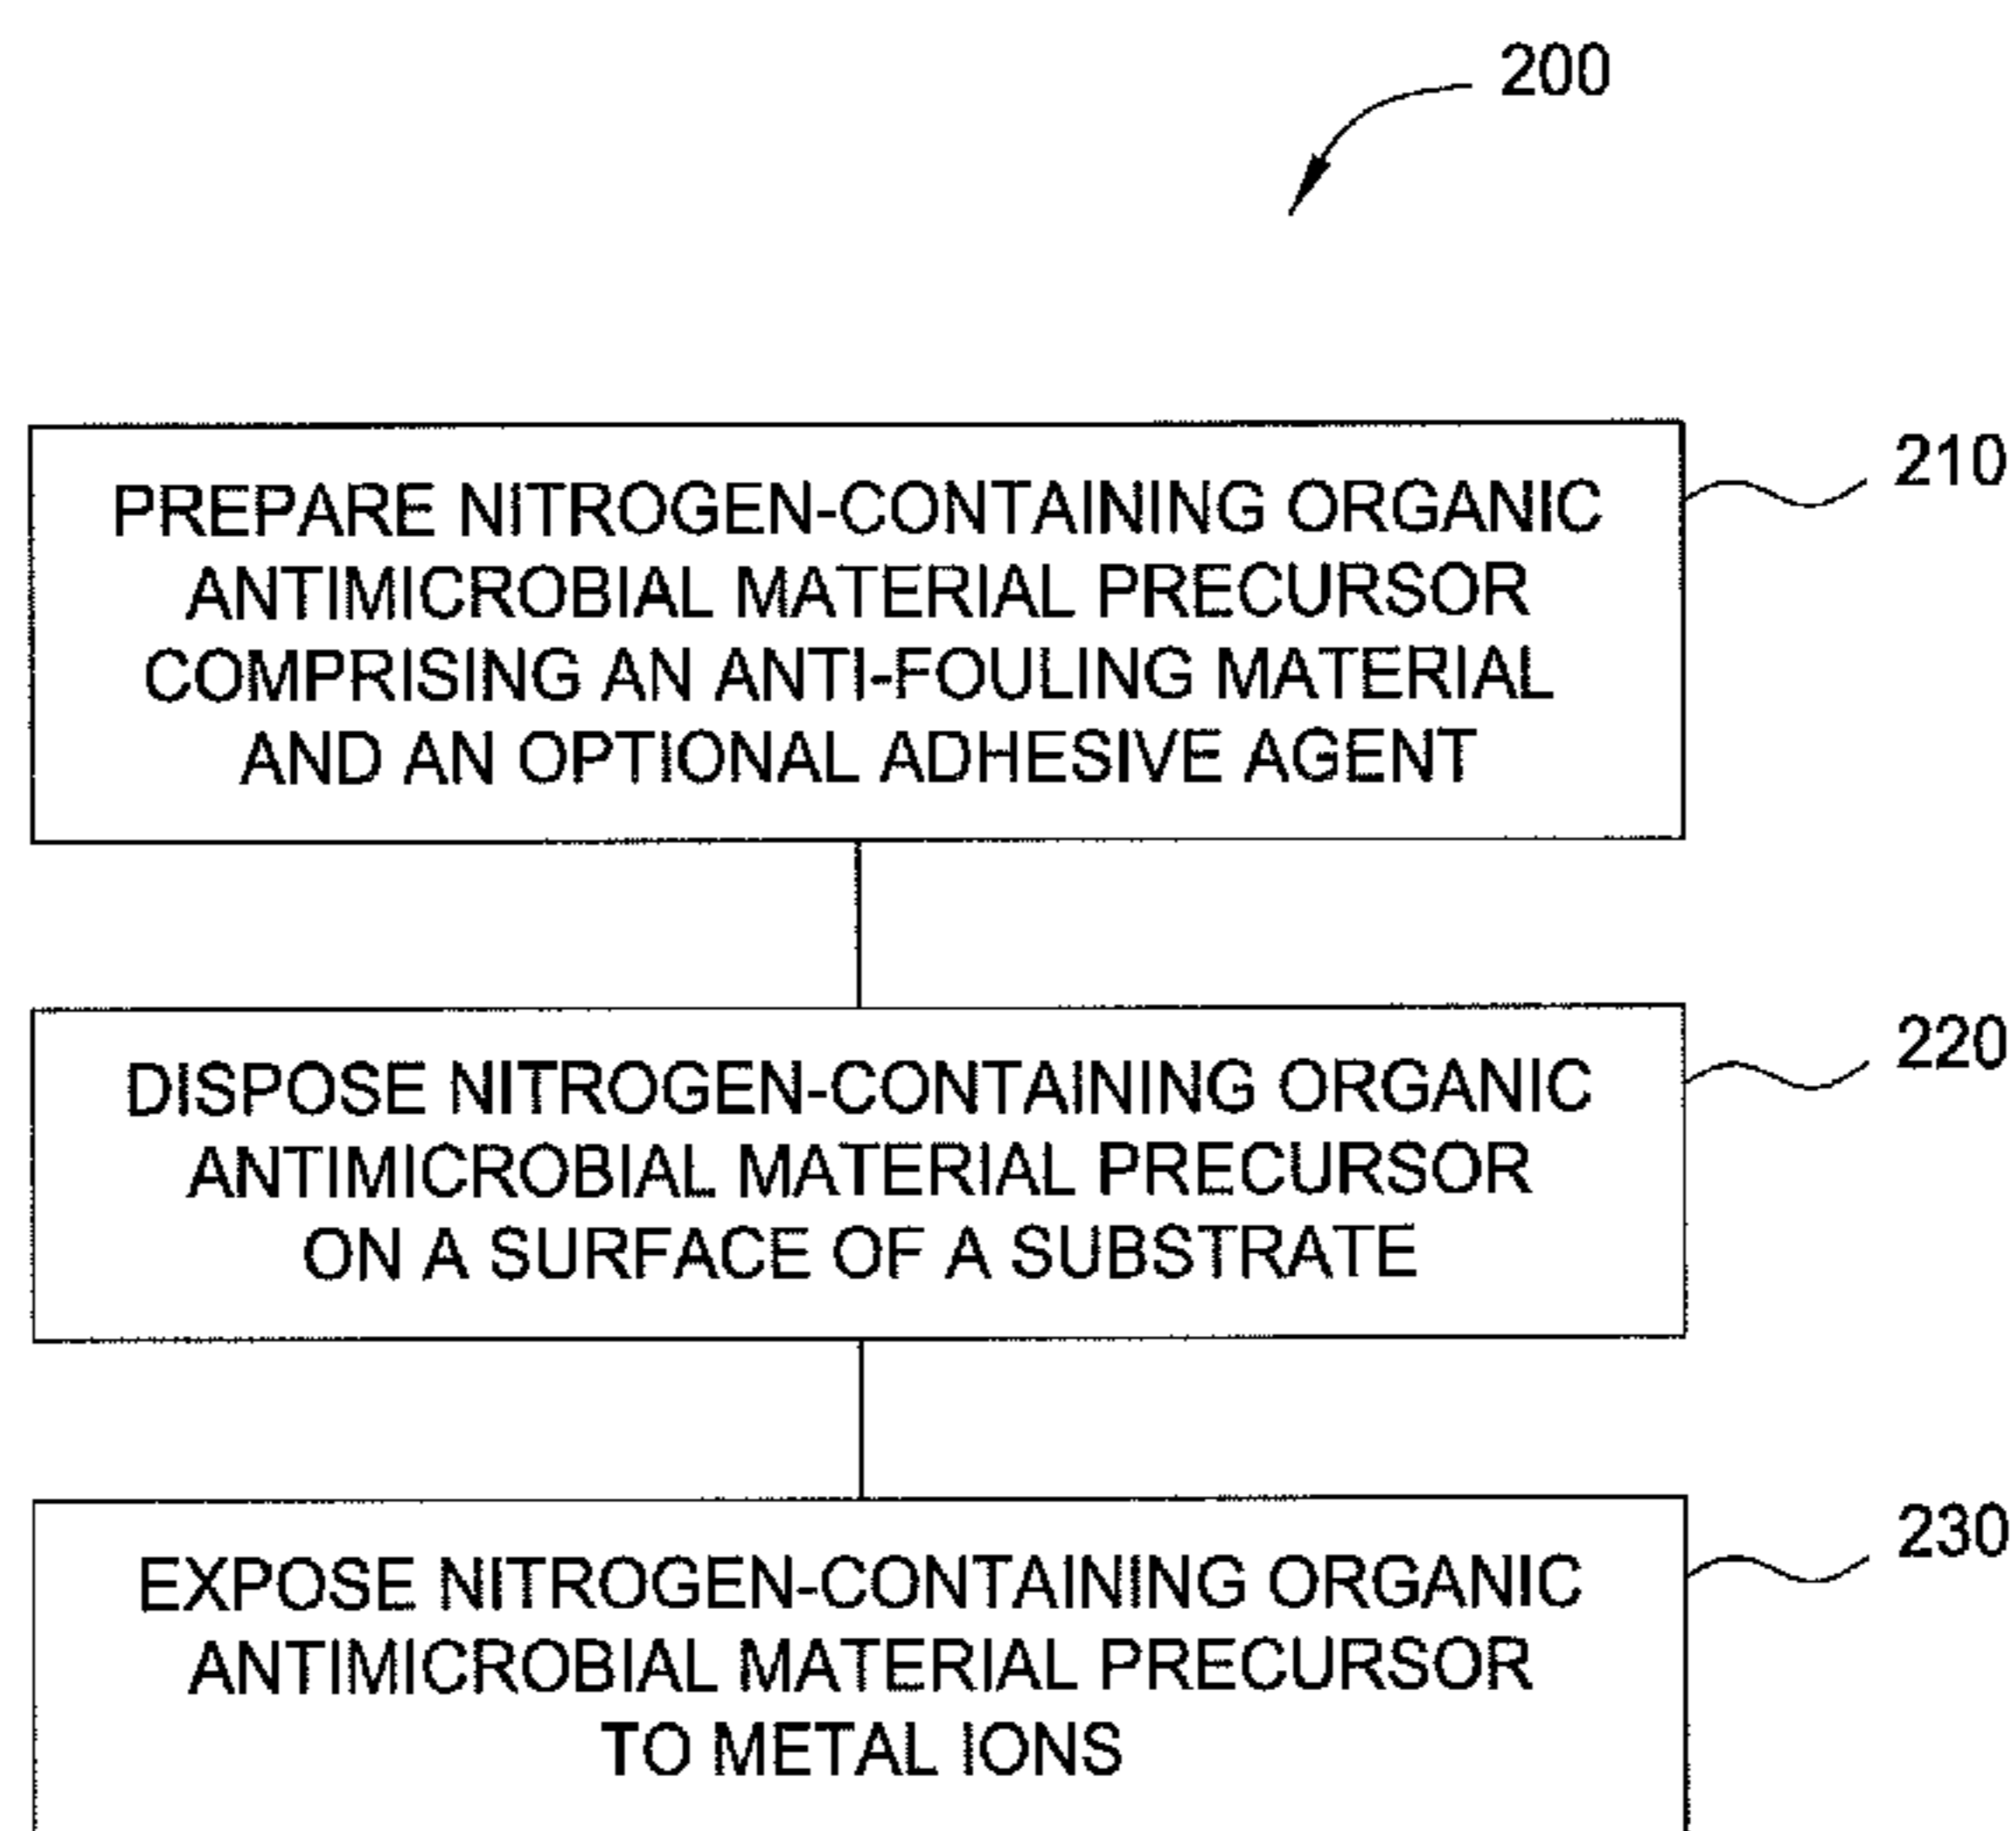 200
210
PREPARE NITROGEN-CONTAINING ORGANIC
ANTIMICROBIAL MATERIAL PRECURSOR
COMPRISING AN ANTI-FOULING MATERIAL
AND AN OPTIONAL ADHESIVE AGENT
220
DISPOSE NITROGEN-CONTAINING ORGANIC
ANTIMICROBIAL MATERIAL PRECURSOR
ON A SURFACE OF A SUBSTRATE
230
EXPOSE NITROGEN-CONTAINING ORGANIC
ANTIMICROBIAL MATERIAL PRECURSOR
TO METAL IONS